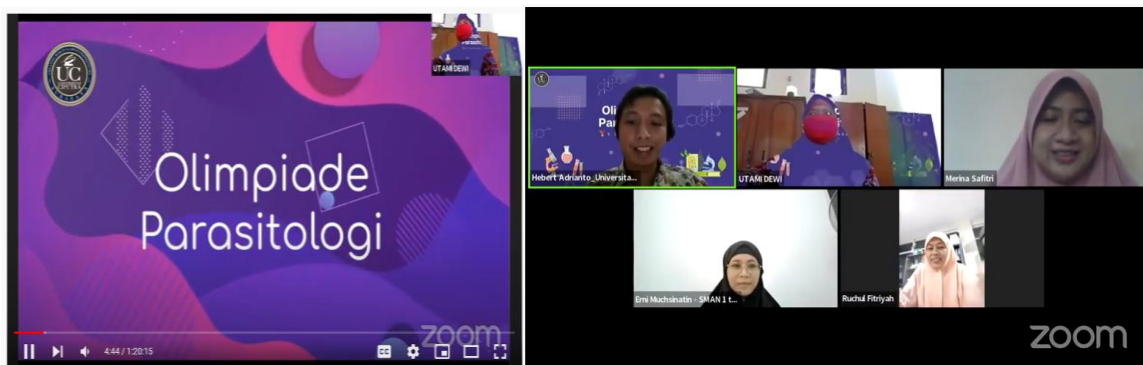 UC
UTAMI DEWI
Olimpiade
Parasitologi
zoom
4:44 / 1:20:15
CC
Hebert Adrianto_Universita...
UTAMI DEWI
Merina Safitri
Erni Muchsinatin - SMAN 1 t...
Ruchul Fitriyah
zoom